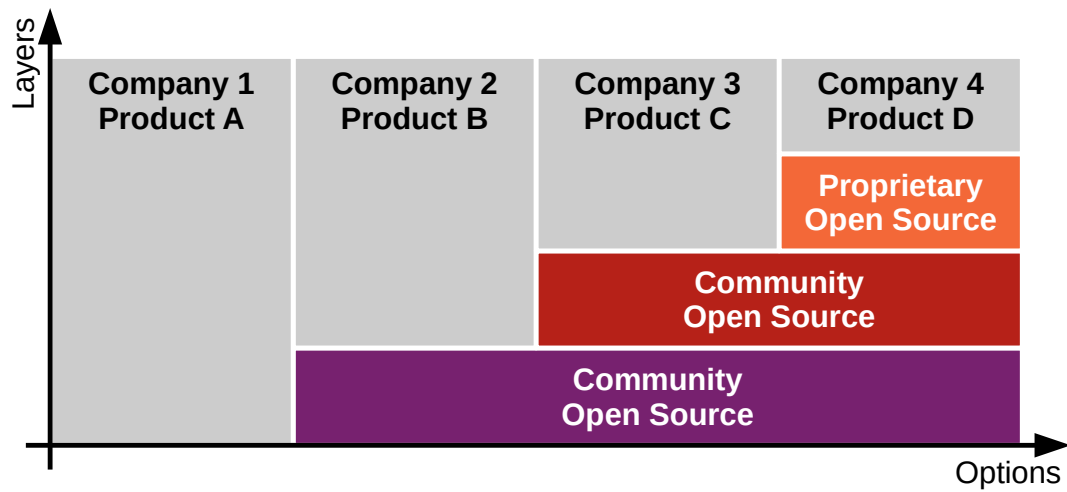 Layers
Company 1
Product A
Company 2
Product B
Company 3
Product C
Company 4
Product D
Proprietary
Open Source
Community
Open Source
Community
Open Source
Options